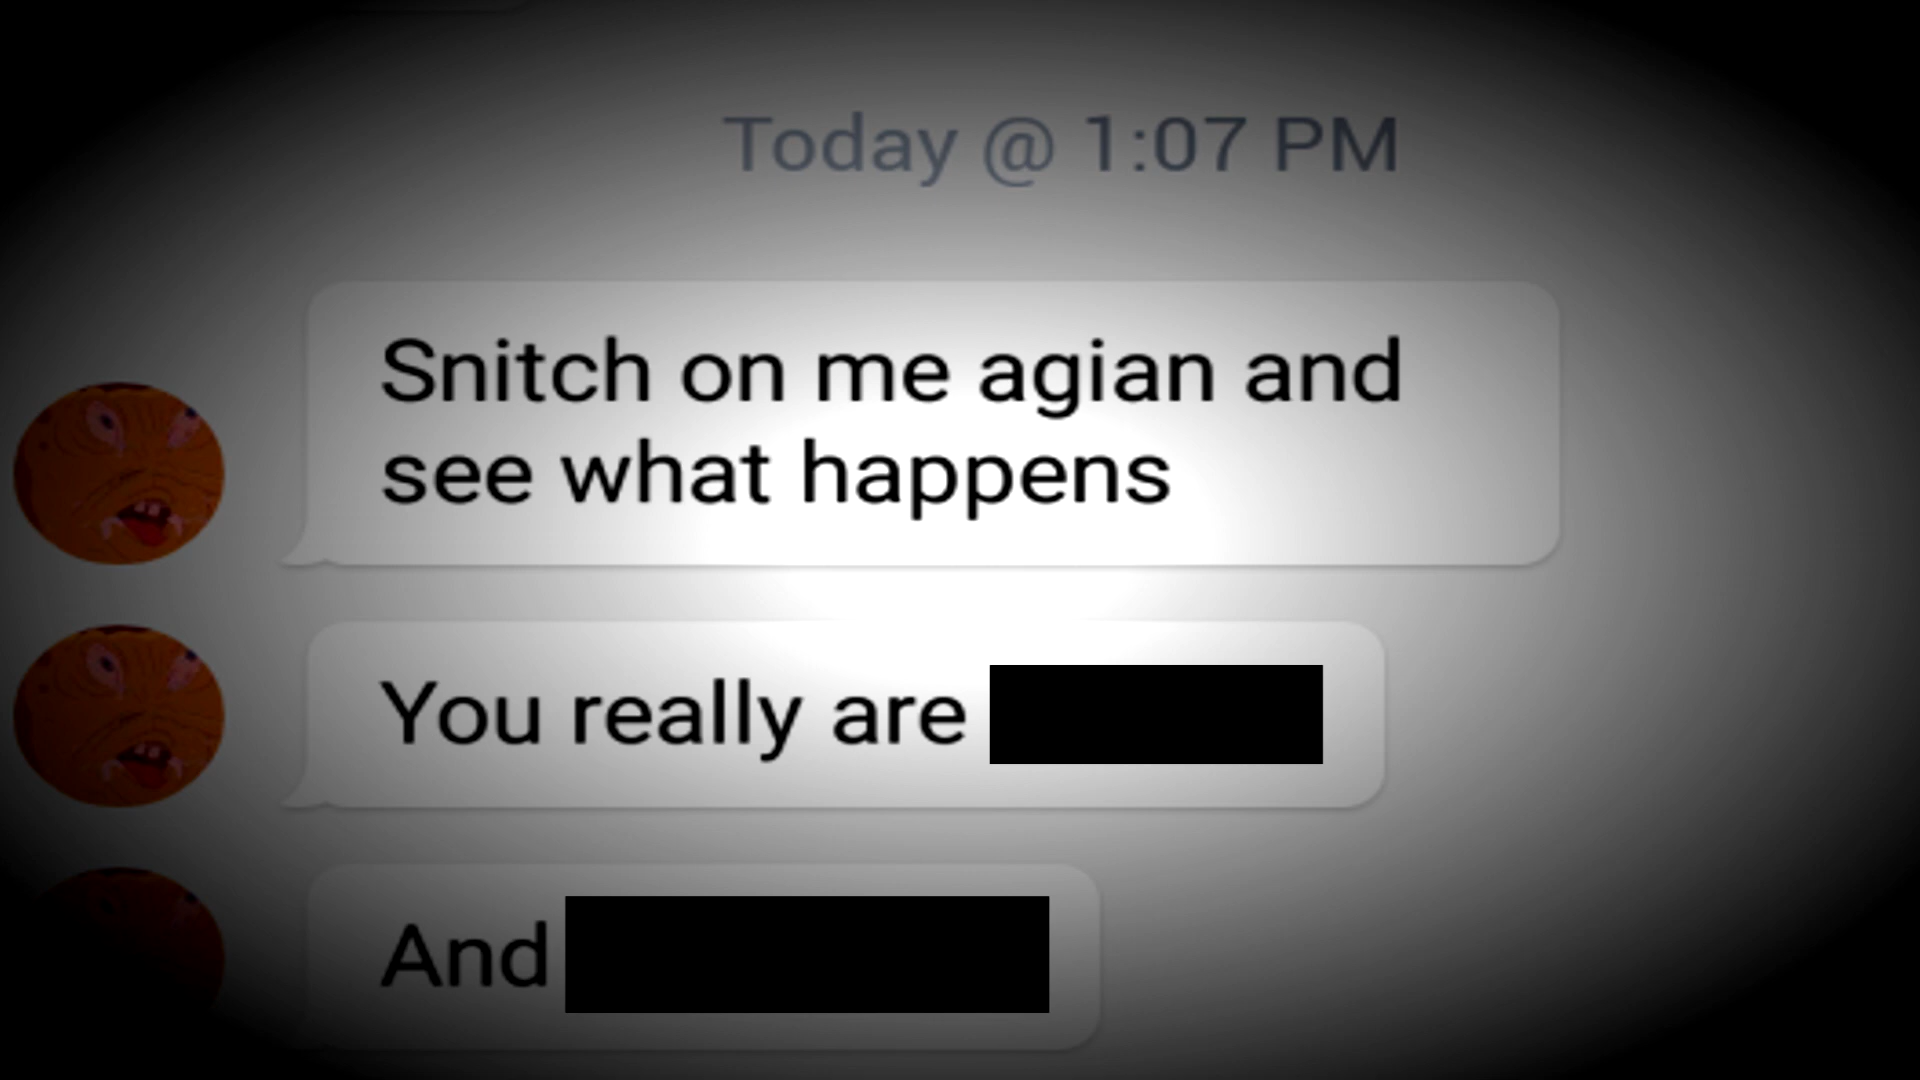 Today @ 1:07 PM
Snitch on me agian and
see what happens
You really are
And